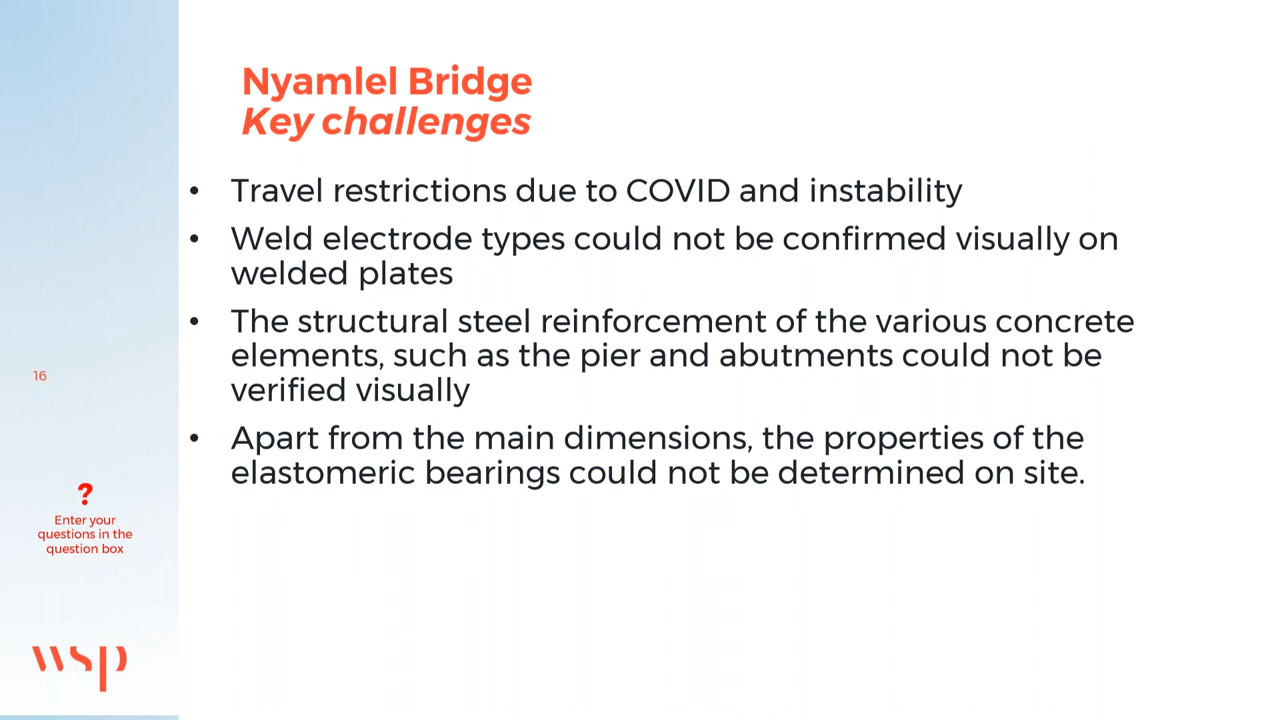 Nyamlel Bridge
Key challenges
• Travel restrictions due to COVID and instability
• Weld electrode types could not be confirmed visually on
welded plates
• The structural steel reinforcement of the various concrete
elements, such as the pier and abutments could not be
verified visually
• Apart from the main dimensions, the properties of the
elastomeric bearings could not be determined on site.
16
?
Enter your
questions in the
question box
wsp